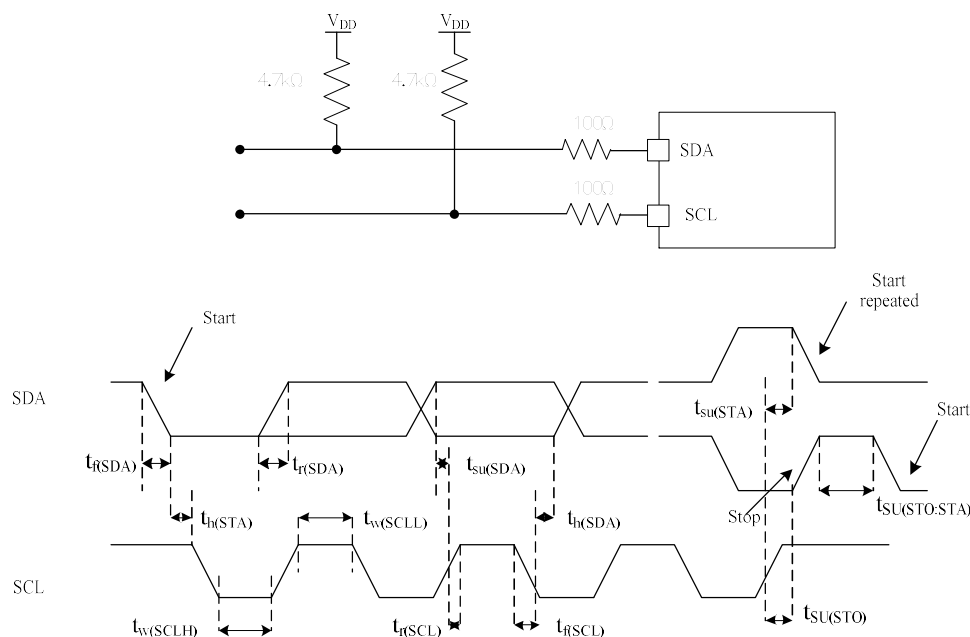 VDD VDD
4.7kΩ 4.7kΩ
100Ω
SDA
100Ω
SCL
Start
repeated
Start
SDA
tsu(STA)
Start
tf(SDA)
tr(SDA)
tsu(SDA)
Stop
tSU(STO:STA)
th(STA)
tw(SCLL)
th(SDA)
SCL
tw(SCLH)
tr(SCL)
tf(SCL)
tSU(STO)